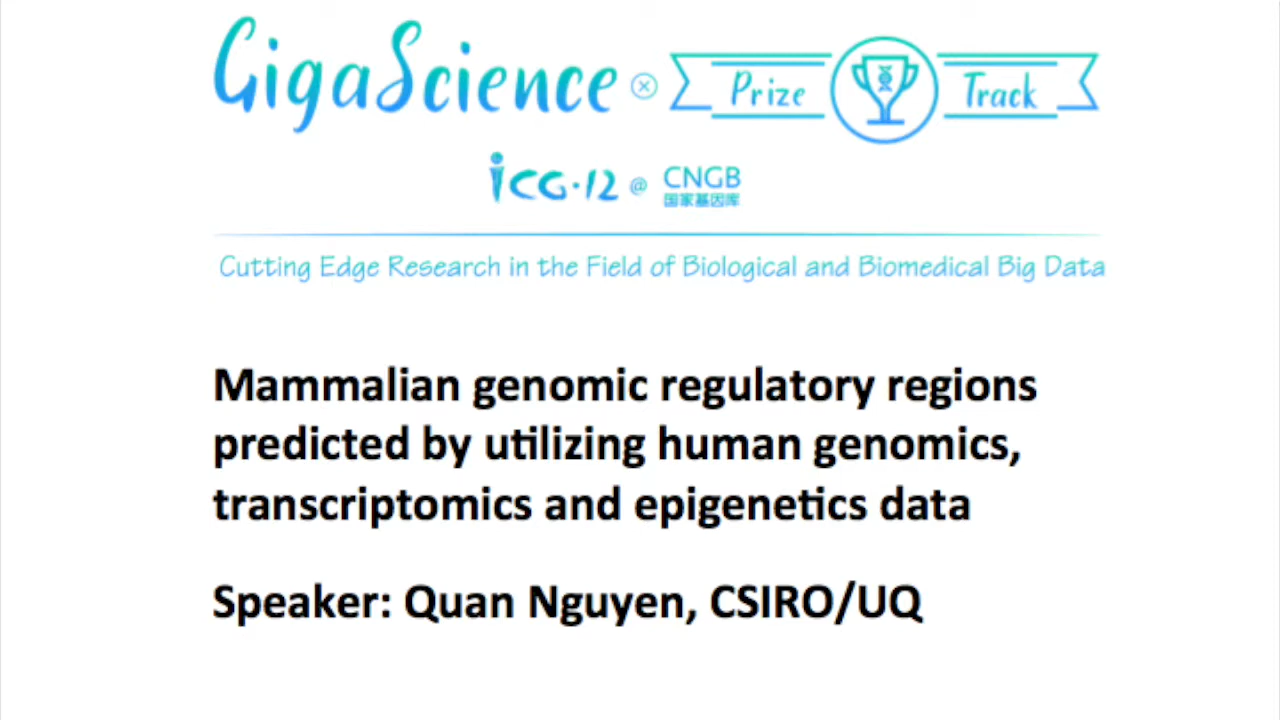 GigaScience ⊗ Prize Track
iCG·12 @ CNGB
国家基因库
Cutting Edge Research in the Field of Biological and Biomedical Big Data
Mammalian genomic regulatory regions
predicted by utilizing human genomics,
transcriptomics and epigenetics data
Speaker: Quan Nguyen, CSIRO/UQ